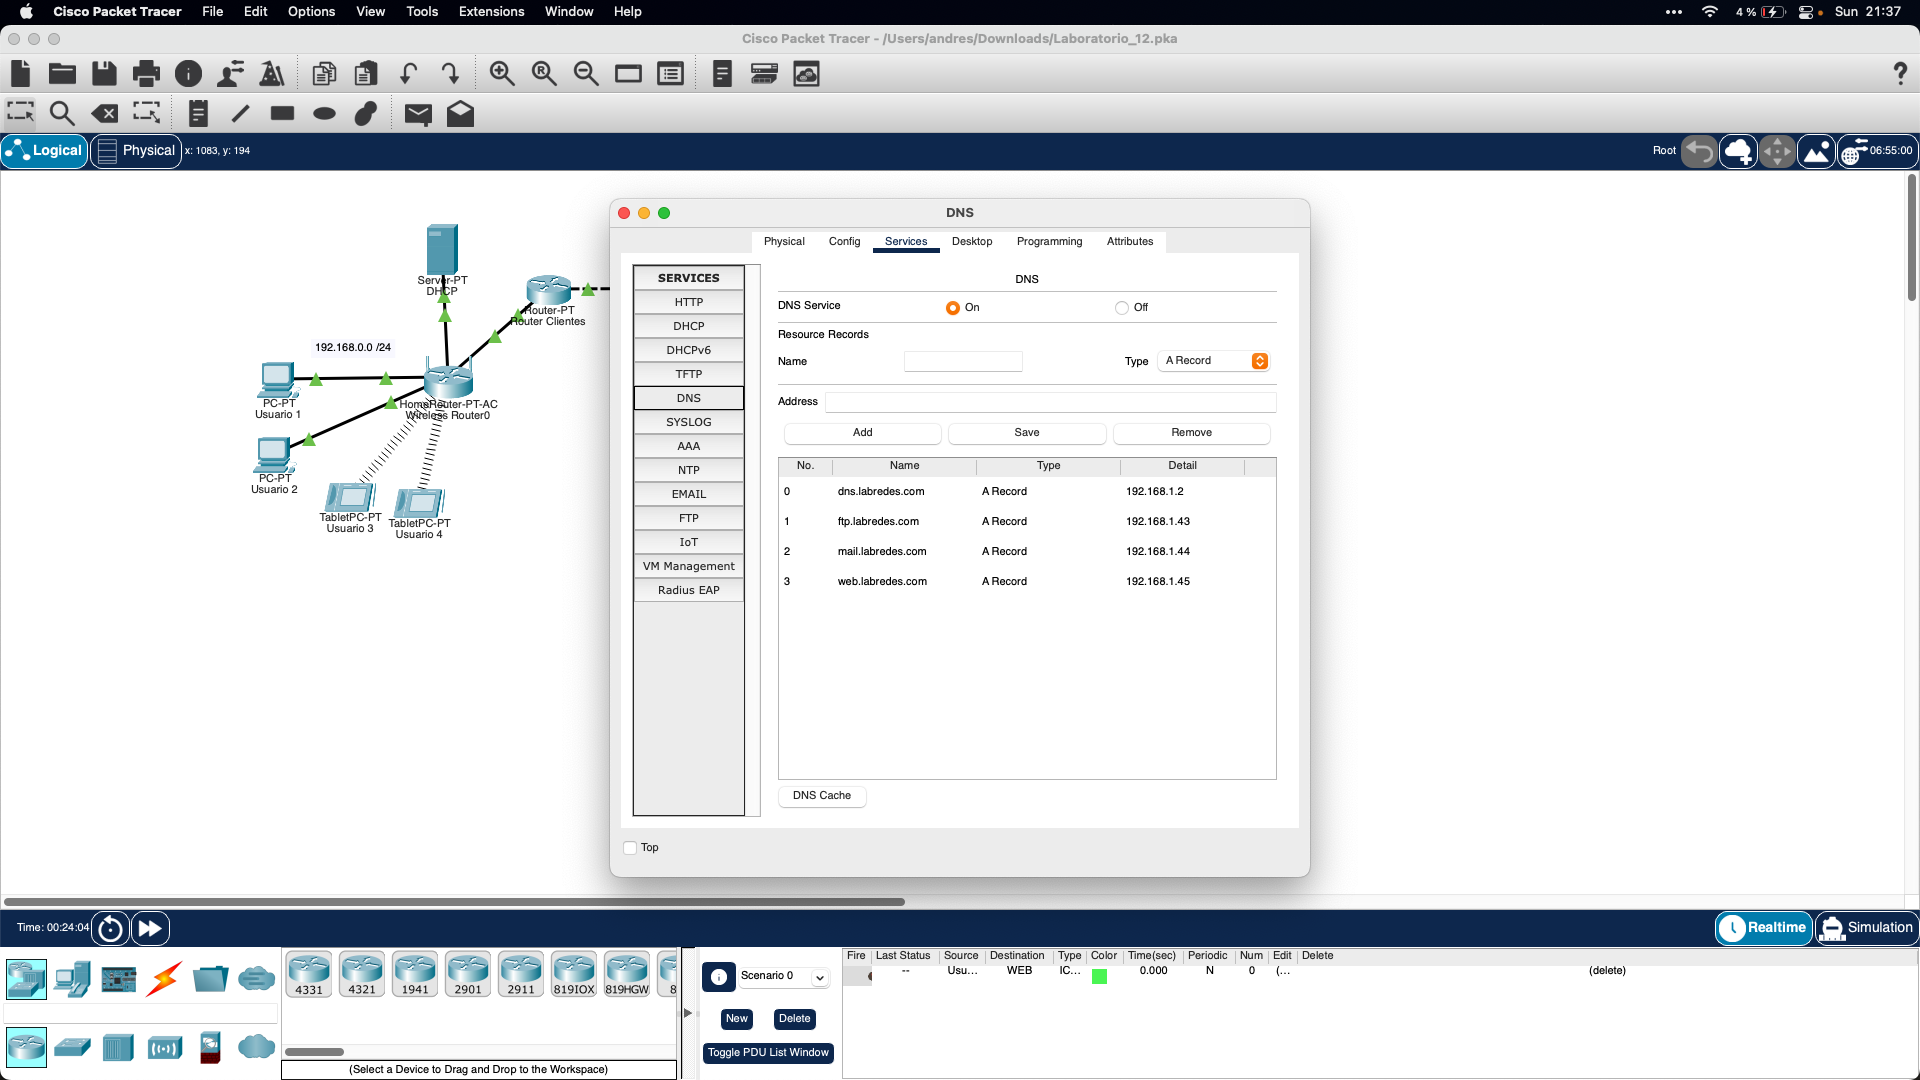 Cisco Packet Tracer File Edit Options View Tools Extensions Window Help
4 % Sun 21:37
Cisco Packet Tracer - /Users/andres/Downloads/Laboratorio_12.pka
Logical Physical x: 1083, y: 194
Root 06:55:00
Server-PT
DHCP
Router-PT
Router Clientes
192.168.0.0 /24
PC-PT
Usuario 1
HomeRouter-PT-AC
Wireless Router0
PC-PT
Usuario 2
TabletPC-PT
Usuario 3
TabletPC-PT
Usuario 4
DNS
Physical Config Services Desktop Programming Attributes
SERVICES
HTTP
DHCP
DHCPv6
TFTP
DNS
SYSLOG
AAA
NTP
EMAIL
FTP
IoT
VM Management
Radius EAP
DNS
DNS Service On Off
Resource Records
Name Type A Record
Address
Add Save Remove
No. Name Type Detail
0 dns.labredes.com A Record 192.168.1.2
1 ftp.labredes.com A Record 192.168.1.43
2 mail.labredes.com A Record 192.168.1.44
3 web.labredes.com A Record 192.168.1.45
DNS Cache
Top
Time: 00:24:04
Realtime Simulation
4331 4321 1941 2901 2911 819IOX 819HGW 8
(Select a Device to Drag and Drop to the Workspace)
Scenario 0
New Delete
Toggle PDU List Window
Fire Last Status Source Destination Type Color Time(sec) Periodic Num Edit Delete
-- Usu... WEB IC... 0.000 N 0 (... (delete)